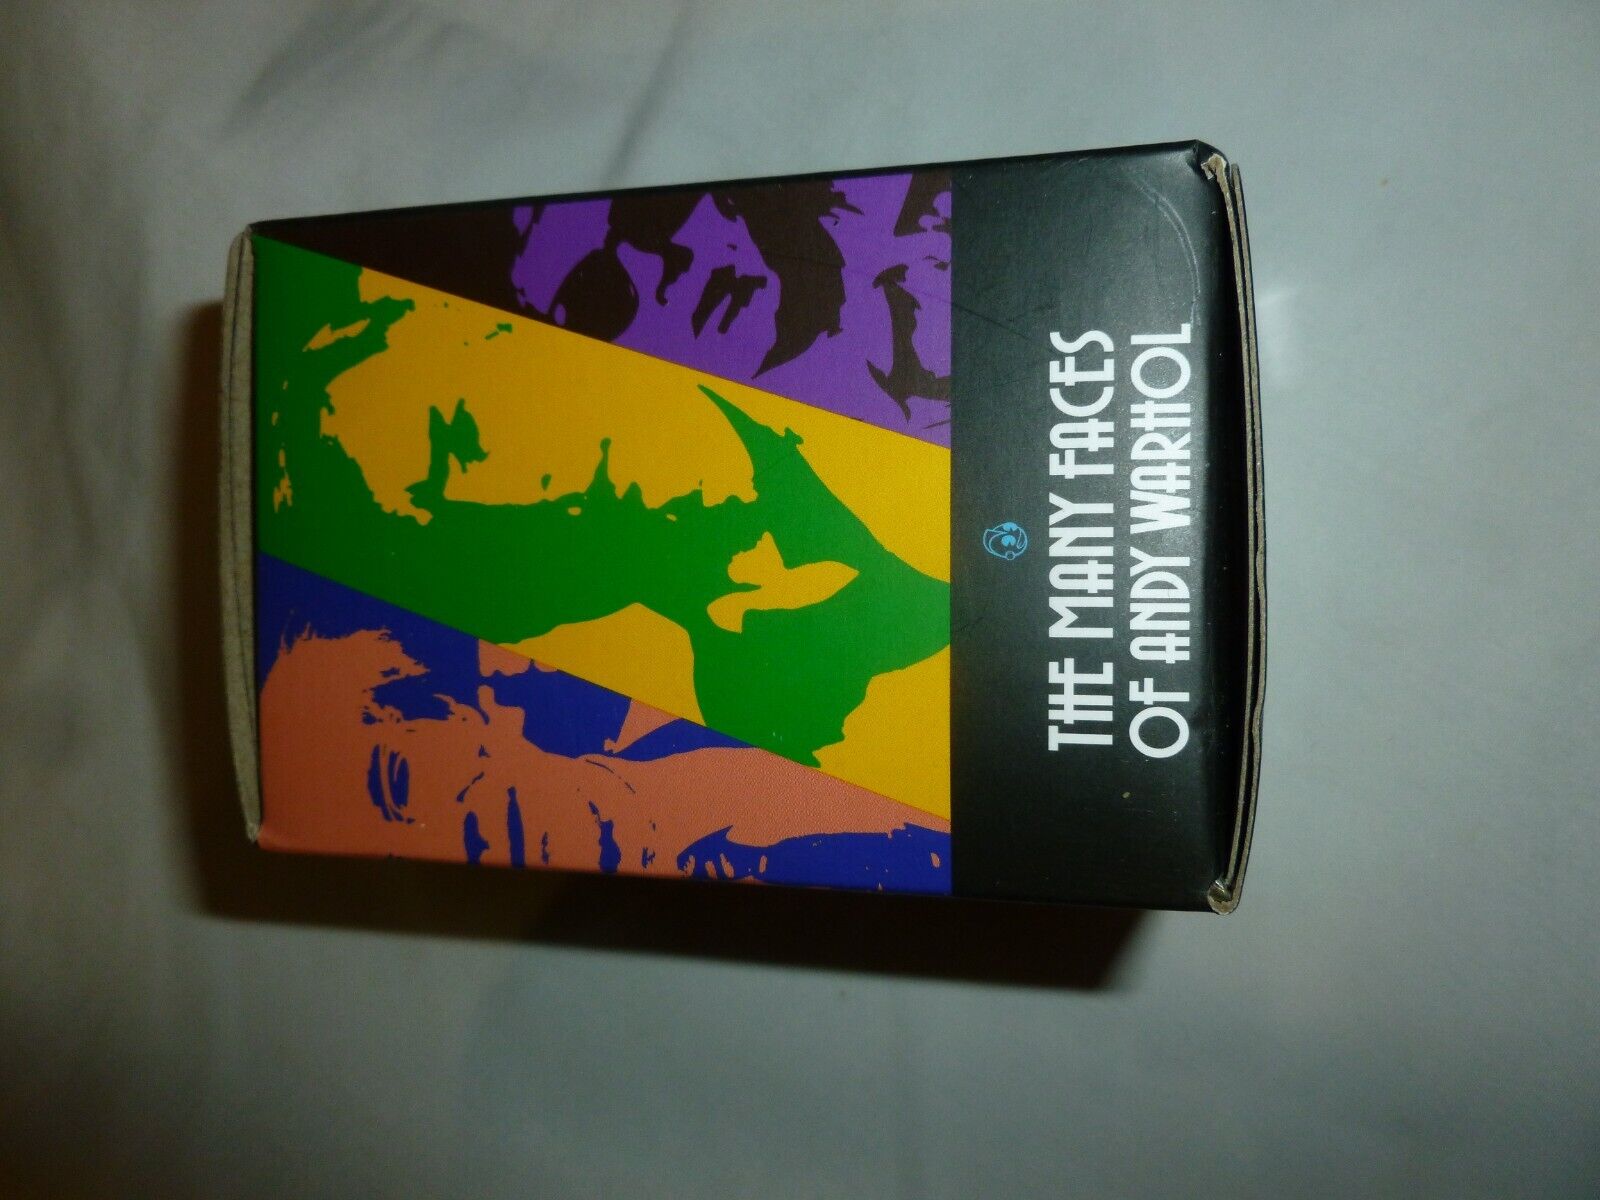 THE MANY FACES
OF ANDY WARHOL